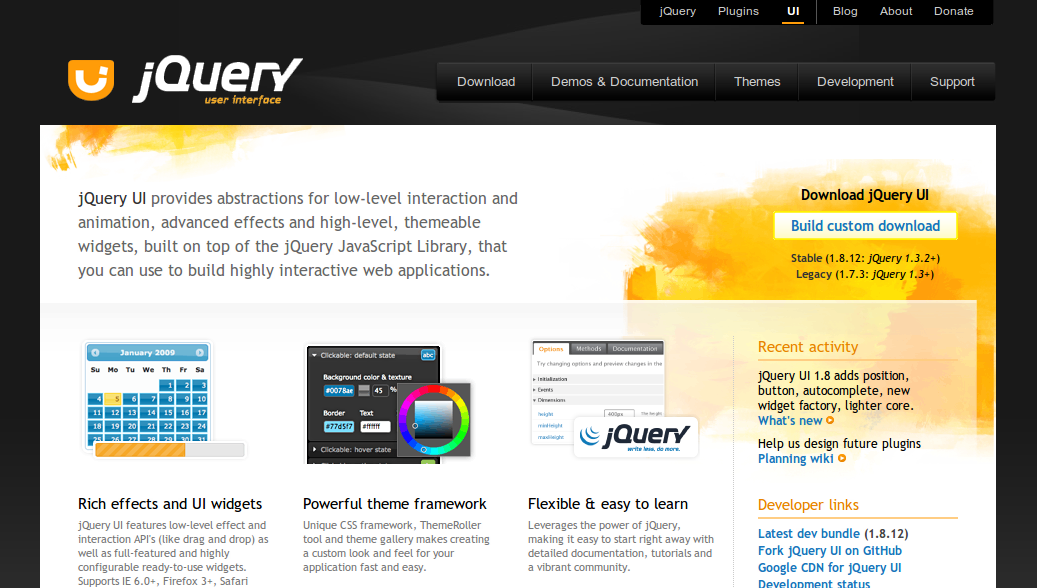 jQuery Plugins UI Blog About Donate
jQuery
user interface
Download Demos & Documentation Themes Development Support
jQuery UI provides abstractions for low-level interaction and
animation, advanced effects and high-level, themeable
widgets, built on top of the jQuery JavaScript Library, that
you can use to build highly interactive web applications.
Download jQuery UI
Build custom download
Stable (1.8.12: jQuery 1.3.2+)
Legacy (1.7.3: jQuery 1.3+)
January 2009
Su Mo Tu We Th Fr Sa
1 2 3
4 5 6 7 8 9 10
11 12 13 14 15 16 17
18 19 20 21 22 23 24
25 26 27 28 29 30 31
Rich effects and UI widgets
jQuery UI features low-level effect and
interaction API's (like drag and drop) as
well as full-featured and highly
configurable ready-to-use widgets.
Supports IE 6.0+, Firefox 3+, Safari
Clickable: default state abc
Background color & texture
#0078ae 45 %
Border Text
#77d5f7 #ffffff
Clickable: hover state
Powerful theme framework
Unique CSS framework, ThemeRoller
tool and theme gallery makes creating
a custom look and feel for your
application fast and easy.
Options Methods Documentation
Try changing options and preview changes in the
Initialization
Events
Dimensions
height 400px The height
minHeight
maxHeight
jQuery
write less, do more.
Flexible & easy to learn
Leverages the power of jQuery,
making it easy to start right away with
detailed documentation, tutorials and
a vibrant community.
Recent activity
jQuery UI 1.8 adds position,
button, autocomplete, new
widget factory, lighter core.
What's new
Help us design future plugins
Planning wiki
Developer links
Latest dev bundle (1.8.12)
Fork jQuery UI on GitHub
Google CDN for jQuery UI
Development status